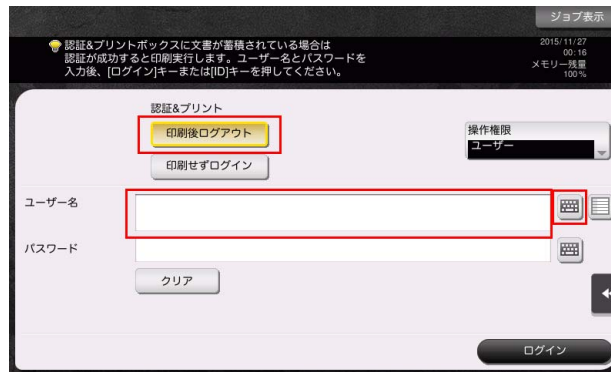 ジョブ表示
認証&プリントボックスに文書が蓄積されている場合は
認証が成功すると印刷実行します。ユーザー名とパスワードを
入力後、[ログイン]キーまたは[ID]キーを押してください。
2015/11/27
00:16
メモリー残量
100%
認証&プリント
印刷後ログアウト
操作権限
ユーザー
印刷せずログイン
ユーザー名
パスワード
クリア
ログイン